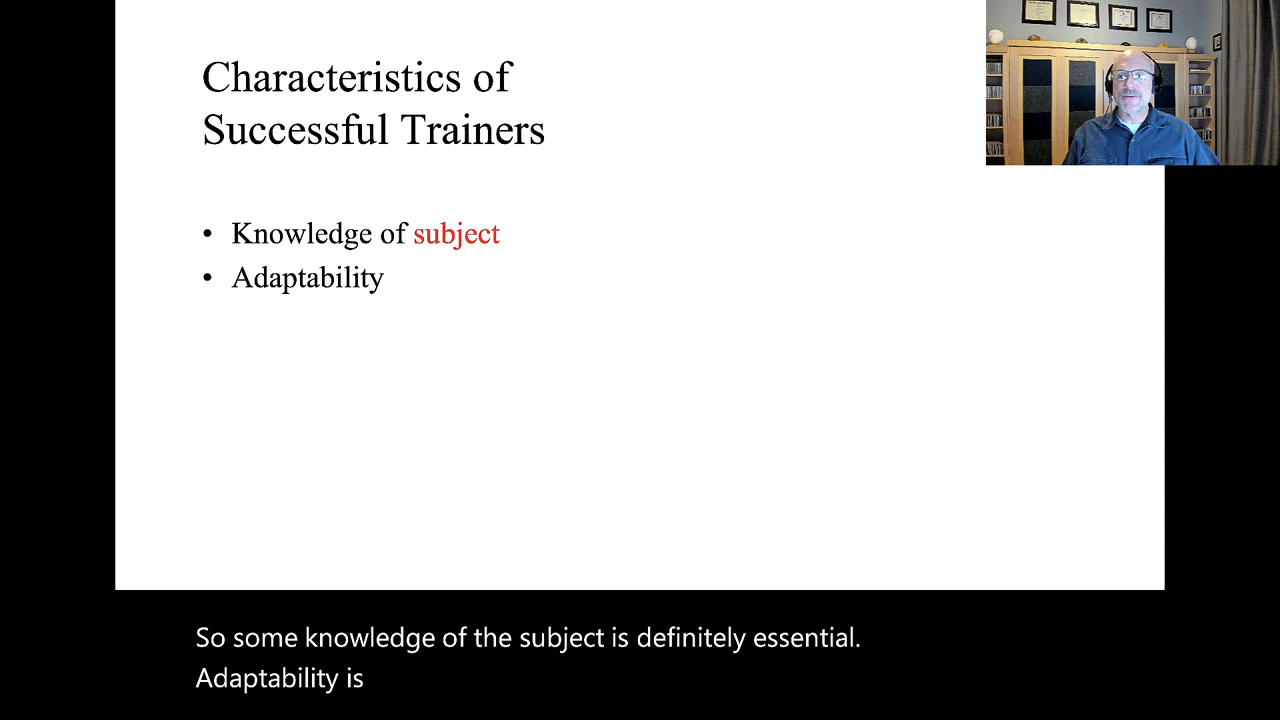 Characteristics of
Successful Trainers
• Knowledge of subject
• Adaptability
So some knowledge of the subject is definitely essential.
Adaptability is